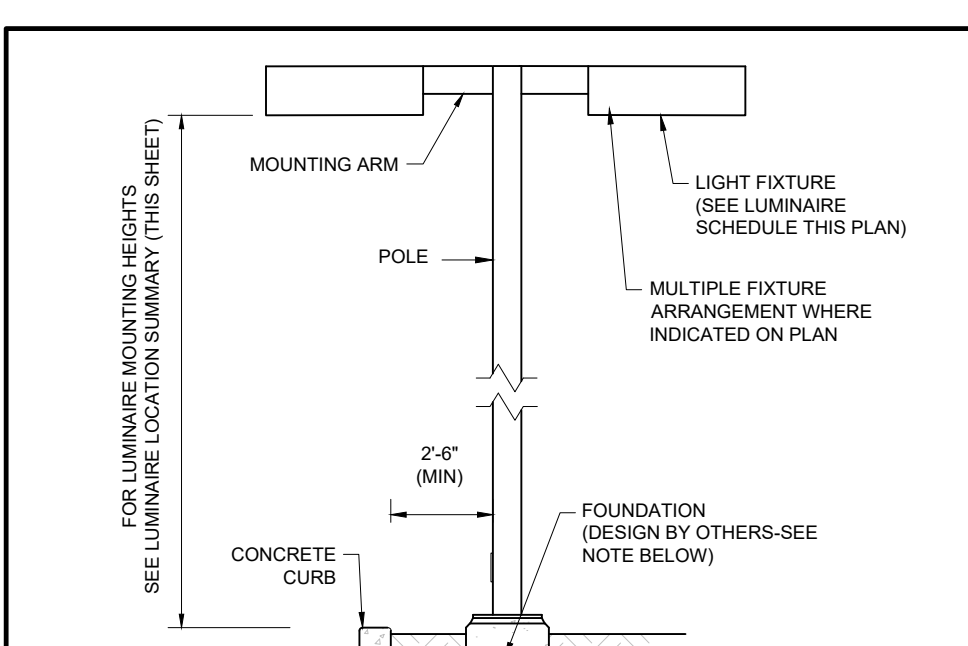 MOUNTING ARM
LIGHT FIXTURE
(SEE LUMINAIRE
SCHEDULE THIS PLAN)
POLE
MULTIPLE FIXTURE
ARRANGEMENT WHERE
INDICATED ON PLAN
FOR LUMINAIRE MOUNTING HEIGHTS
SEE LUMINAIRE LOCATION SUMMARY (THIS SHEET)
2'-6"
(MIN)
FOUNDATION
(DESIGN BY OTHERS-SEE
NOTE BELOW)
CONCRETE
CURB